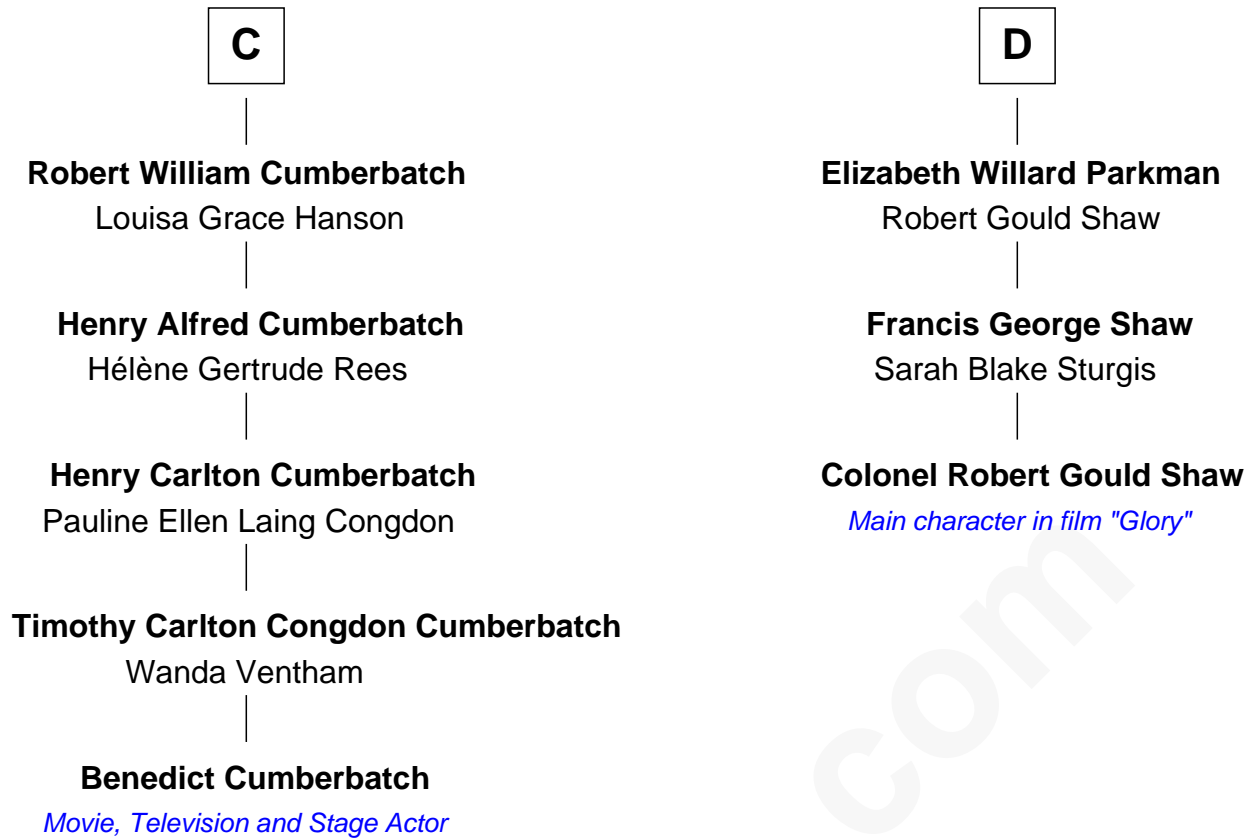 C
Robert William Cumberbatch
Louisa Grace Hanson
Henry Alfred Cumberbatch
Hélène Gertrude Rees
Henry Carlton Cumberbatch
Pauline Ellen Laing Congdon
Timothy Carlton Congdon Cumberbatch
Wanda Ventham
Benedict Cumberbatch
Movie, Television and Stage Actor
D
Elizabeth Willard Parkman
Robert Gould Shaw
Francis George Shaw
Sarah Blake Sturgis
Colonel Robert Gould Shaw
Main character in film "Glory"
com